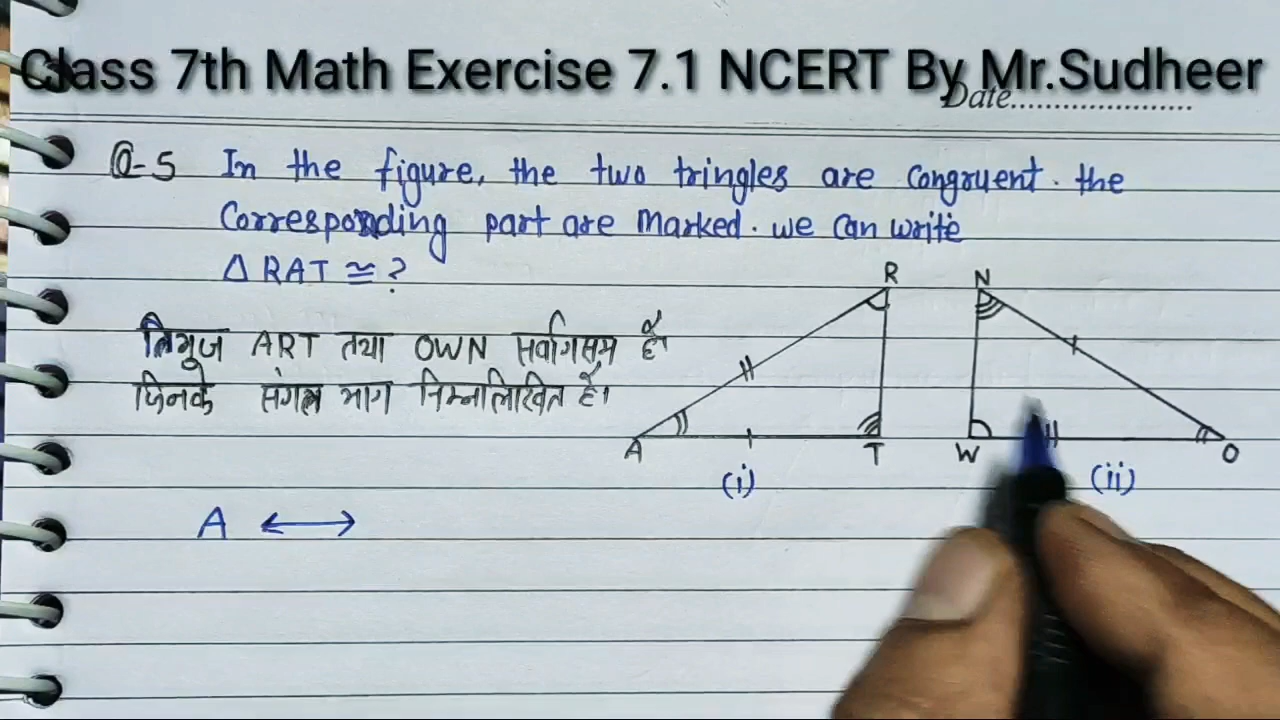 Class 7th Math Exercise 7.1 NCERT By Mr.Sudheer
Date......................
Q-5 In the figure, the two tringles are congruent. the
Corresponding part are marked. we can write
Δ RAT ≅ ?
त्रिभुज ART तथा OWN सर्वागसम है।
जिनके संगत भाग निम्नलिखित है।
R N
A T W O
(i) (ii)
A ⟷